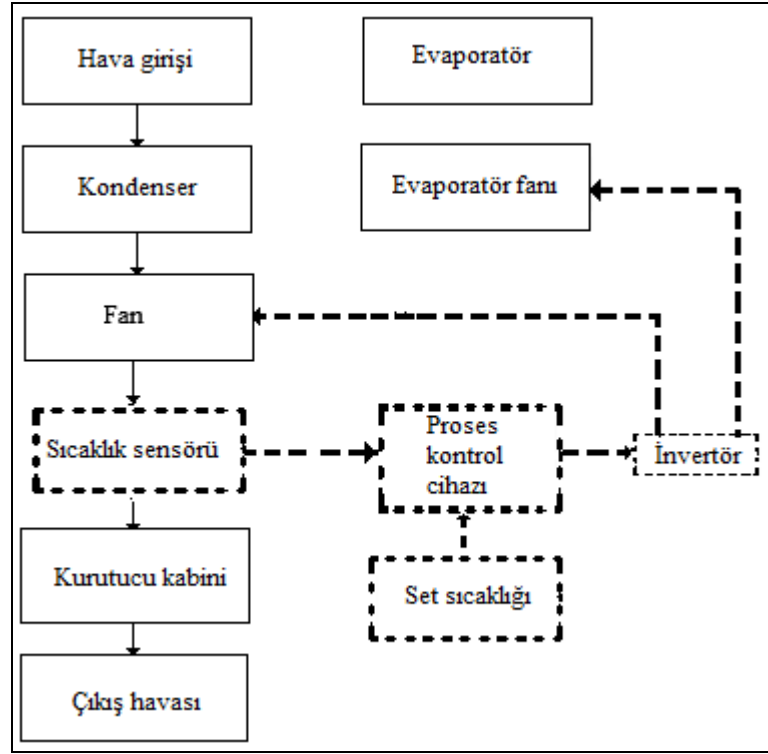 Hava girişi
Evaporatör
Kondenser
Evaporatör fanı
Fan
Sıcaklık sensörü
Proses
kontrol
cihazı
İnvertör
Kurutucu kabini
Set sıcaklığı
Çıkış havası